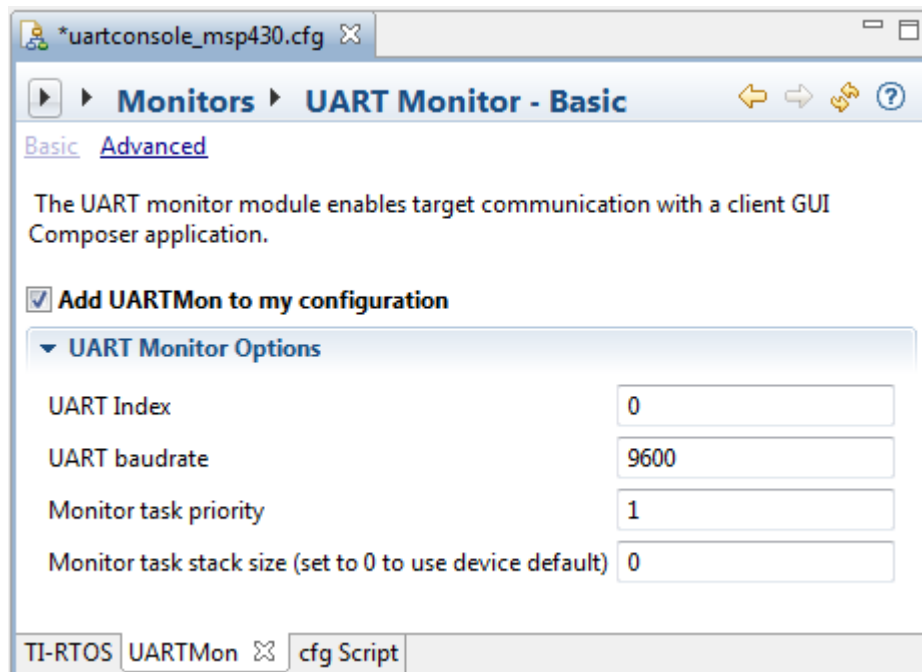 *uartconsole_msp430.cfg
Monitors UART Monitor - Basic
Basic Advanced
The UART monitor module enables target communication with a client GUI
Composer application.
Add UARTMon to my configuration
UART Monitor Options
UART Index 0
UART baudrate 9600
Monitor task priority 1
Monitor task stack size (set to 0 to use device default) 0
TI-RTOS UARTMon cfg Script